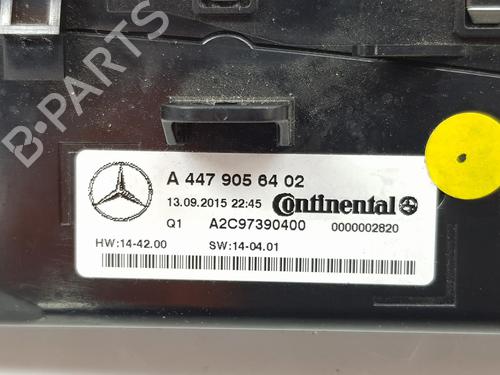 B-PARTS
A 447 905 64 02
13.09.2015 22:45 Continental
Q1 A2C97390400 0000002820
HW:14-42.00 SW:14-04.01